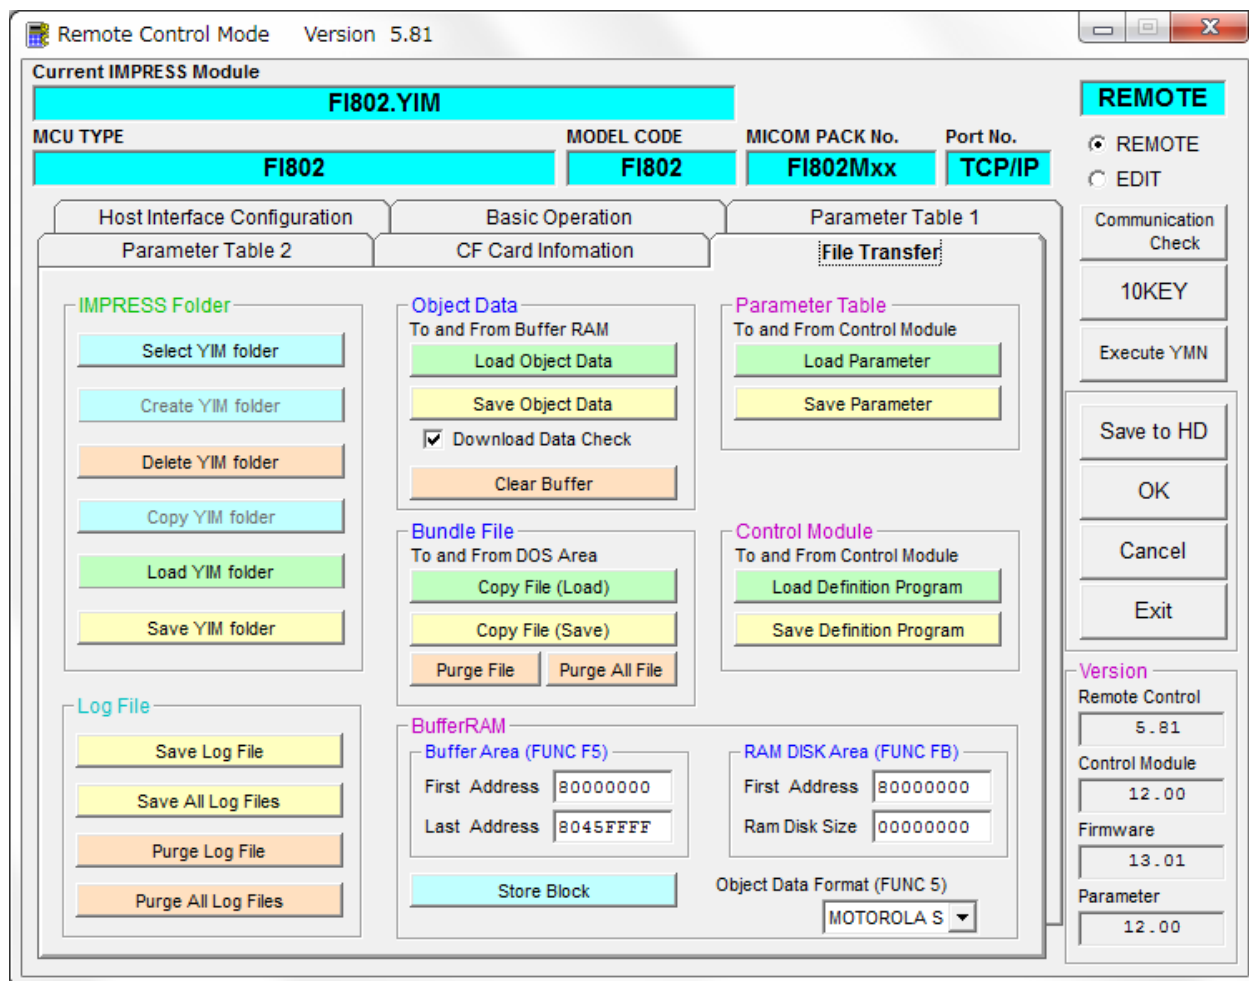 Remote Control Mode Version 5.81
Current IMPRESS Module
FI802.YIM
MCU TYPE
MODEL CODE
MICOM PACK No.
Port No.
FI802
FI802
FI802Mxx
TCP/IP
REMOTE
REMOTE
EDIT
Communication
Check
10KEY
Execute YMN
Save to HD
OK
Cancel
Exit
Host Interface Configuration
Basic Operation
Parameter Table 1
Parameter Table 2
CF Card Infomation
File Transfer
IMPRESS Folder
Select YIM folder
Create YIM folder
Delete YIM folder
Copy YIM folder
Load YIM folder
Save YIM folder
Log File
Save Log File
Save All Log Files
Purge Log File
Purge All Log Files
Object Data
To and From Buffer RAM
Load Object Data
Save Object Data
Download Data Check
Clear Buffer
Bundle File
To and From DOS Area
Copy File (Load)
Copy File (Save)
Purge File
Purge All File
Parameter Table
To and From Control Module
Load Parameter
Save Parameter
Control Module
To and From Control Module
Load Definition Program
Save Definition Program
BufferRAM
Buffer Area (FUNC F5)
First Address 80000000
Last Address 8045FFFF
Store Block
RAM DISK Area (FUNC FB)
First Address 80000000
Ram Disk Size 00000000
Object Data Format (FUNC 5)
MOTOROLA S
Version
Remote Control
5.81
Control Module
12.00
Firmware
13.01
Parameter
12.00